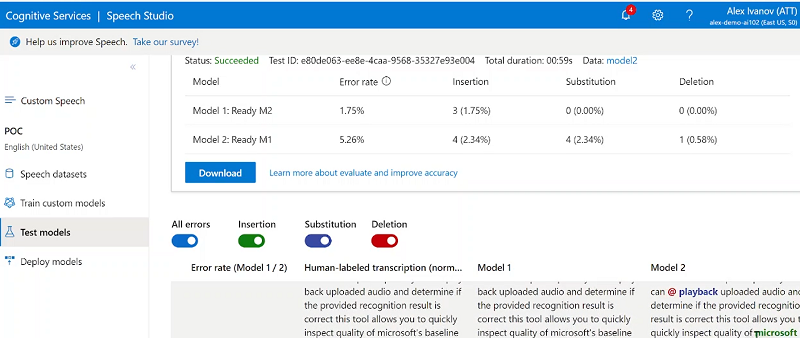 Cognitive Services | Speech Studio
4
?
Alex Ivanov (ATT)
alex-demo-ai102 (East US, S0)
Help us improve Speech. Take our survey!
«
Custom Speech
POC
English (United States)
Speech datasets
Train custom models
Test models
Deploy models
Status: Succeeded Test ID: e80de063-ee8e-4caa-9568-35327e93e004 Total duration: 00:59s Data: model2
Model Error rate Insertion Substitution Deletion
Model 1: Ready M2 1.75% 3 (1.75%) 0 (0.00%) 0 (0.00%)
Model 2: Ready M1 5.26% 4 (2.34%) 4 (2.34%) 1 (0.58%)
Download Learn more about evaluate and improve accuracy
All errors Insertion Substitution Deletion
Error rate (Model 1 / 2) Human-labeled transcription (norm... Model 1 Model 2
back uploaded audio and determine if
the provided recognition result is
correct this tool allows you to quickly
inspect quality of microsoft's baseline
back uploaded audio and determine if
the provided recognition result is
correct this tool allows you to quickly
inspect quality of microsoft's baseline
can @ playback uploaded audio and
determine if the provided recognition
result is correct this tool allows you to
quickly inspect quality of microsoft